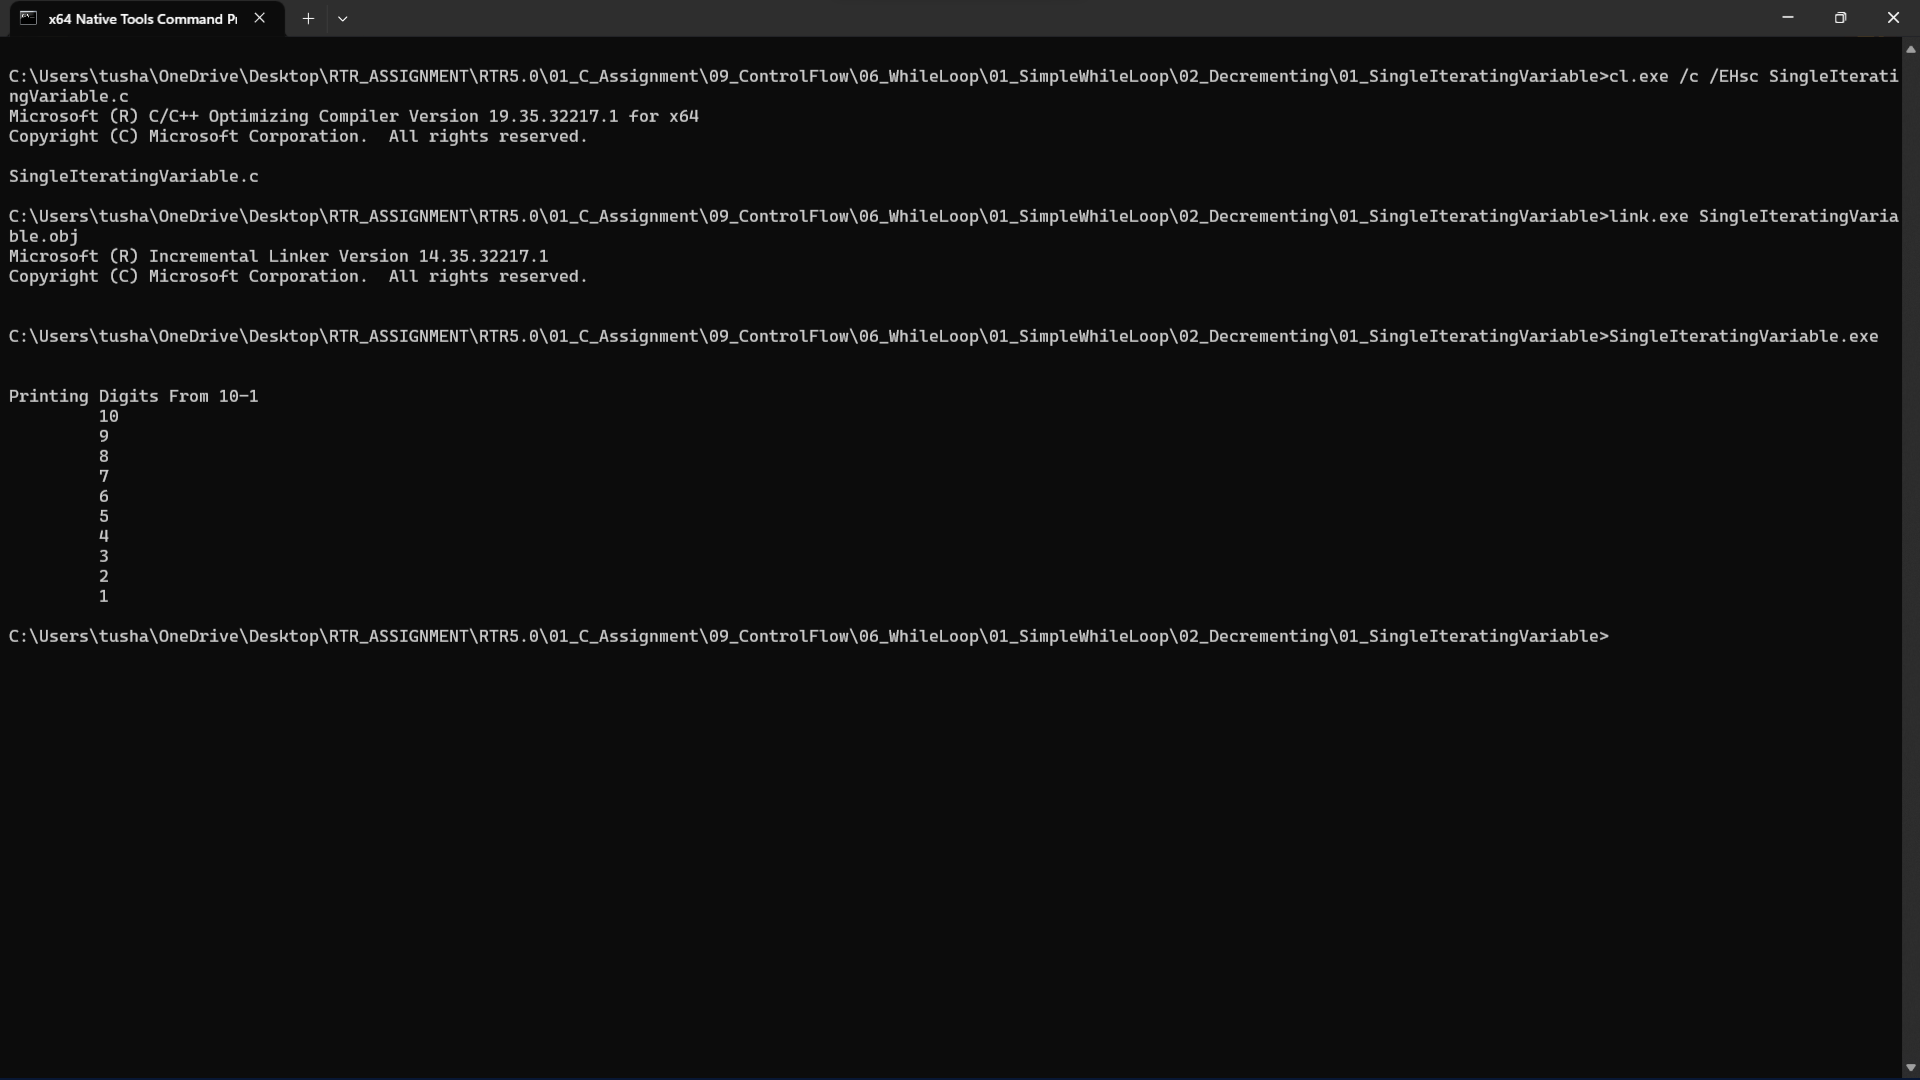 x64 Native Tools Command Pr
C:\Users\tusha\OneDrive\Desktop\RTR_ASSIGNMENT\RTR5.0\01_C_Assignment\09_ControlFlow\06_WhileLoop\01_SimpleWhileLoop\02_Decrementing\01_SingleIteratingVariable>cl.exe /c /EHsc SingleIterati
ngVariable.c
Microsoft (R) C/C++ Optimizing Compiler Version 19.35.32217.1 for x64
Copyright (C) Microsoft Corporation.  All rights reserved.
SingleIteratingVariable.c
C:\Users\tusha\OneDrive\Desktop\RTR_ASSIGNMENT\RTR5.0\01_C_Assignment\09_ControlFlow\06_WhileLoop\01_SimpleWhileLoop\02_Decrementing\01_SingleIteratingVariable>link.exe SingleIteratingVaria
ble.obj
Microsoft (R) Incremental Linker Version 14.35.32217.1
Copyright (C) Microsoft Corporation.  All rights reserved.
C:\Users\tusha\OneDrive\Desktop\RTR_ASSIGNMENT\RTR5.0\01_C_Assignment\09_ControlFlow\06_WhileLoop\01_SimpleWhileLoop\02_Decrementing\01_SingleIteratingVariable>SingleIteratingVariable.exe
Printing Digits From 10-1
10
9
8
7
6
5
4
3
2
1
C:\Users\tusha\OneDrive\Desktop\RTR_ASSIGNMENT\RTR5.0\01_C_Assignment\09_ControlFlow\06_WhileLoop\01_SimpleWhileLoop\02_Decrementing\01_SingleIteratingVariable>